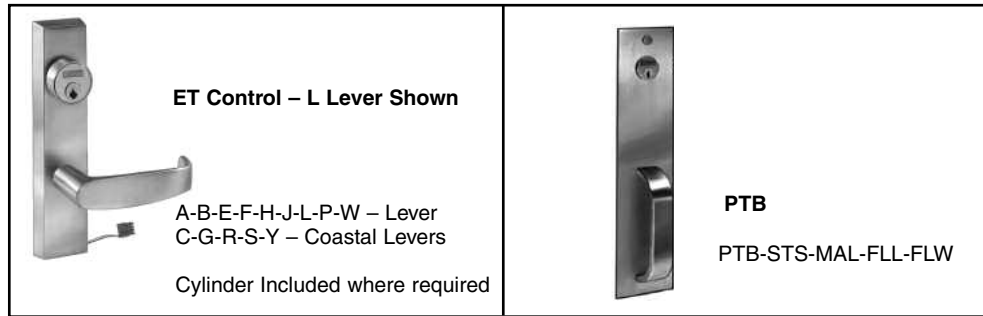 ET Control – L Lever Shown
A-B-E-F-H-J-L-P-W – Lever
C-G-R-S-Y – Coastal Levers
Cylinder Included where required
PTB
PTB-STS-MAL-FLL-FLW